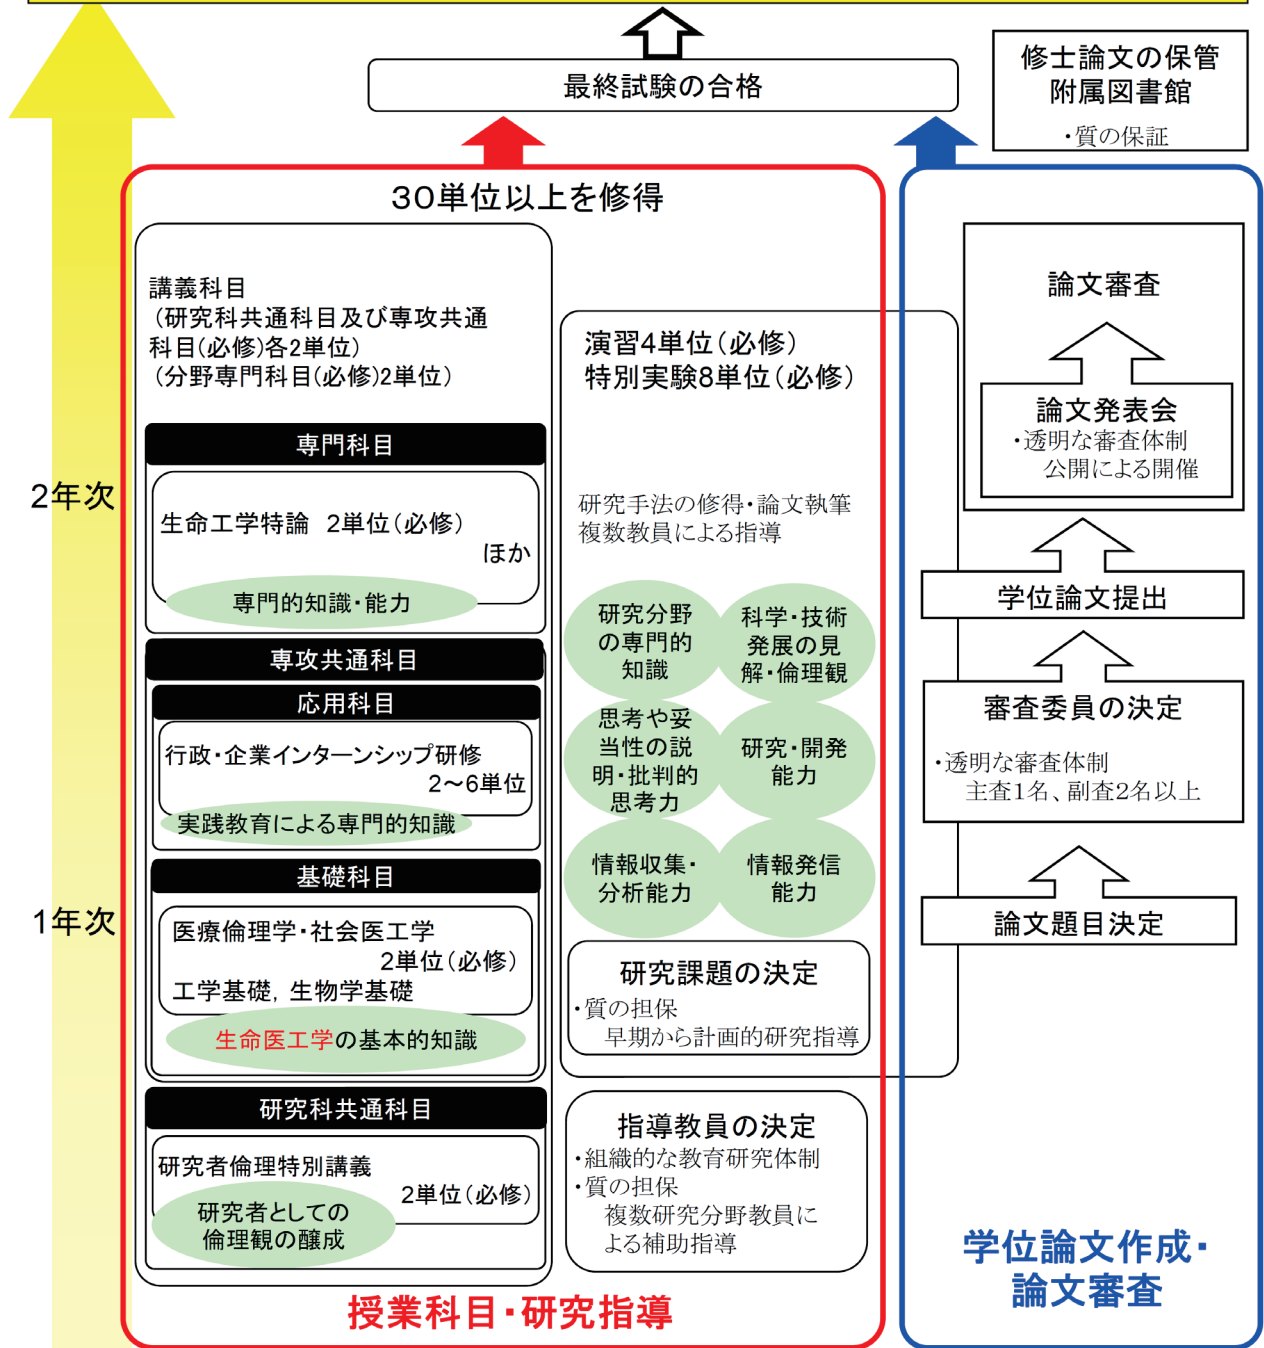 最終試験の合格
修士論文の保管
附属図書館
・質の保証
30単位以上を修得
講義科目
（研究科共通科目及び専攻共通
科目（必修）各2単位）
（分野専門科目（必修）2単位）
専門科目
生命工学特論　2単位（必修）
ほか
専門的知識・能力
専攻共通科目
応用科目
行政・企業インターンシップ研修
2～6単位
実践教育による専門的知識
基礎科目
医療倫理学・社会医工学
2単位（必修）
工学基礎，生物学基礎
生命医工学の基本的知識
研究科共通科目
研究者倫理特別講義
2単位（必修）
研究者としての
倫理観の醸成
2年次
1年次
演習4単位（必修）
特別実験8単位（必修）
研究手法の修得・論文執筆
複数教員による指導
研究分野
の専門的
知識
科学・技術
発展の見
解・倫理観
思考や妥
当性の説
明・批判的
思考力
研究・開発
能力
情報収集・
分析能力
情報発信
能力
研究課題の決定
・質の担保
早期から計画的研究指導
指導教員の決定
・組織的な教育研究体制
・質の担保
複数研究分野教員に
よる補助指導
授業科目・研究指導
論文審査
論文発表会
・透明な審査体制
公開による開催
学位論文提出
審査委員の決定
・透明な審査体制
主査1名、副査2名以上
論文題目決定
学位論文作成・
論文審査